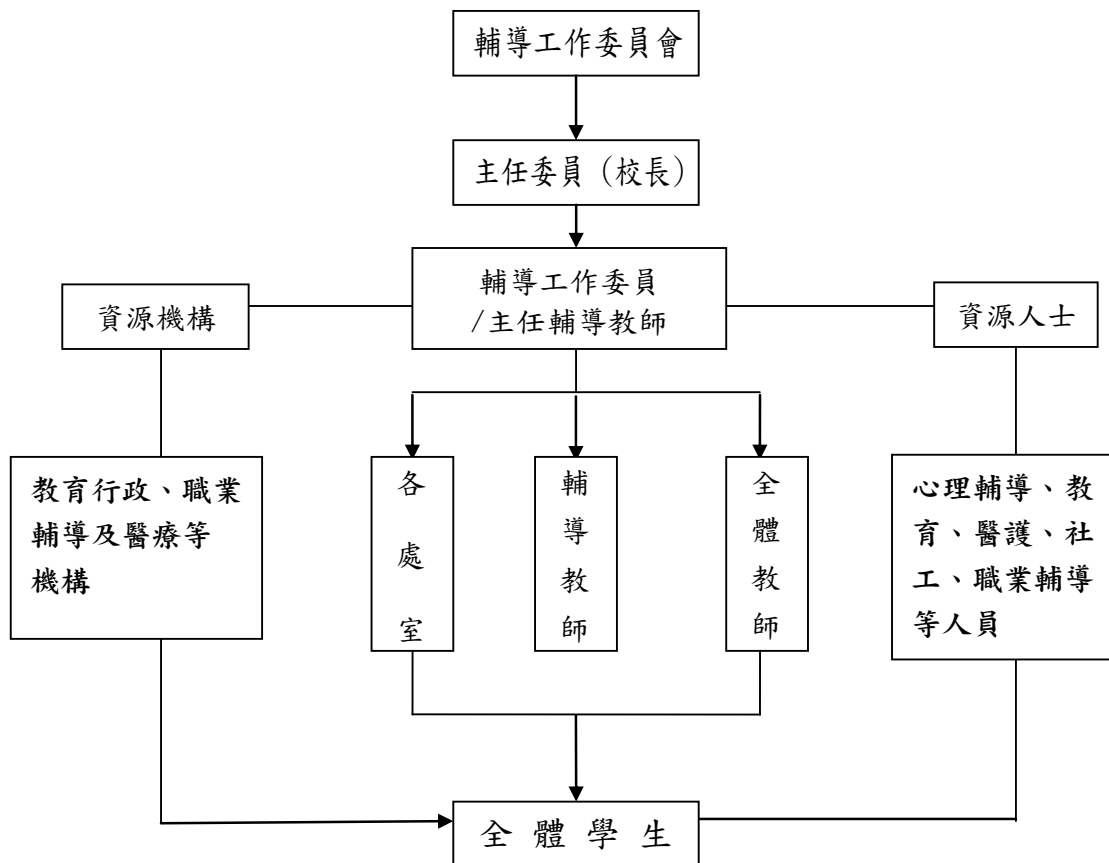 輔導工作委員會
主任委員（校長）
輔導工作委員
/主任輔導教師
資源機構
資源人士
教育行政、職業
輔導及醫療等
機構
各處室
輔導教師
全體教師
心理輔導、教
育、醫護、社
工、職業輔導
等人員
全體學生